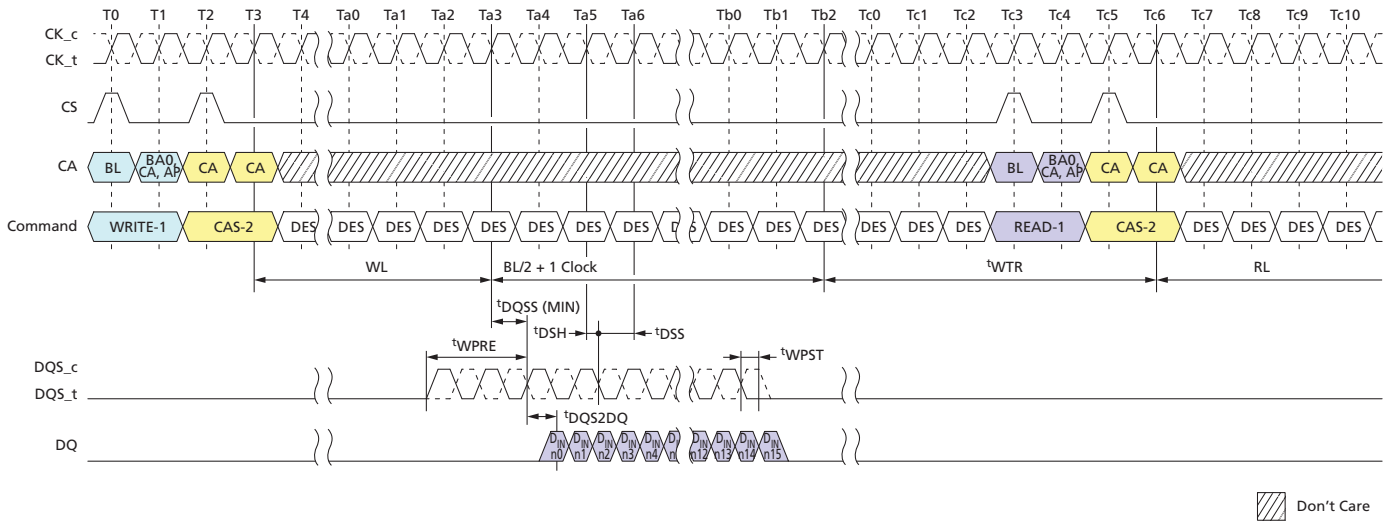 T0 T1 T2 T3 T4 Ta0 Ta1 Ta2 Ta3 Ta4 Ta5 Ta6 Tb0 Tb1 Tb2 Tc0 Tc1 Tc2 Tc3 Tc4 Tc5 Tc6 Tc7 Tc8 Tc9 Tc10
CK_c
CK_t
CS
CA BL BA0, CA, AP CA CA BL BA0, CA, AP CA CA
Command WRITE-1 CAS-2 DES DES DES DES DES DES DES DES DES DES DES DES DES DES DES READ-1 CAS-2 DES DES DES DES
WL BL/2 + 1 Clock tWTR RL
tDQSS (MIN)
tDSH tDSS
tWPRE tWPST
DQS_c
DQS_t
tDQS2DQ
DQ DIN n0 DIN n1 DIN n2 DIN n3 DIN n4 DIN n12 DIN n13 DIN n14 DIN n15
Don't Care